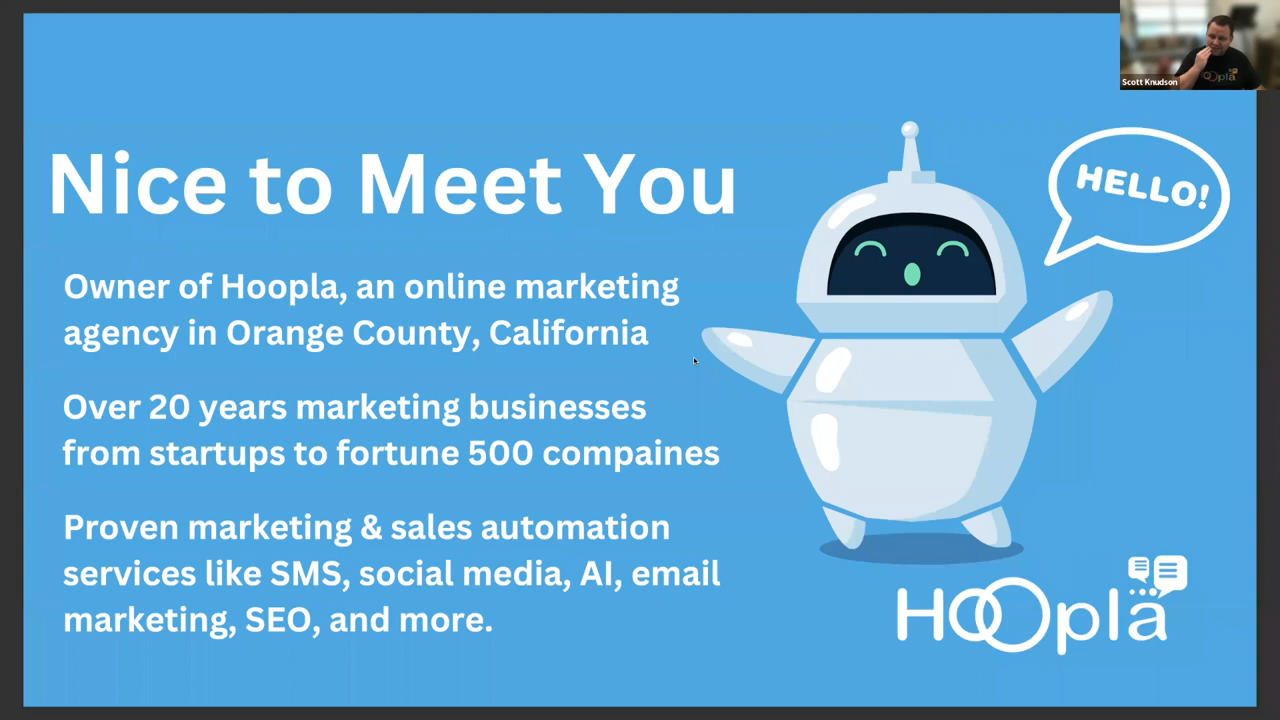 Scott Knudson
Hoopla
Nice to Meet You
HELLO!
Owner of Hoopla, an online marketing
agency in Orange County, California
Over 20 years marketing businesses
from startups to fortune 500 compaines
Proven marketing & sales automation
services like SMS, social media, AI, email
marketing, SEO, and more.
HOOpla